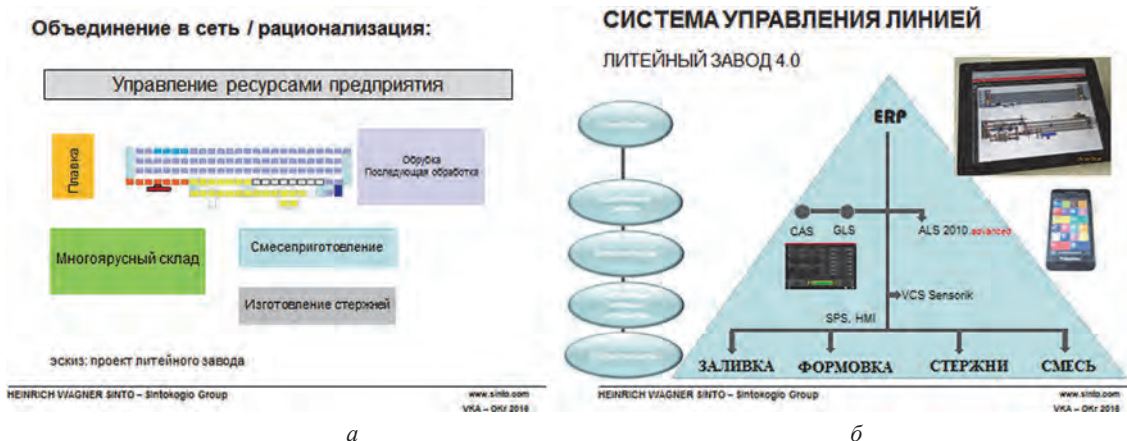 Объединение в сеть / рационализация:
Управление ресурсами предприятия
Плавка
Обрубка
Последующая обработка
Многоярусный склад
Смесеприготовление
Изготовление стержней
эскиз: проект литейного завода
HEINRICH WAGNER SINTO – Sintokogio Group
www.sinto.com
VKA – OKr 2016
а
СИСТЕМА УПРАВЛЕНИЯ ЛИНИЕЙ
ЛИТЕЙНЫЙ ЗАВОД 4.0
ERP
CAS
GLS
ALS 2010.advanced
VCS Sensorik
SPS, HMI
ЗАЛИВКА
ФОРМОВКА
СТЕРЖНИ
СМЕСЬ
HEINRICH WAGNER SINTO – Sintokogio Group
www.sinto.com
VKA – OKr 2016
б